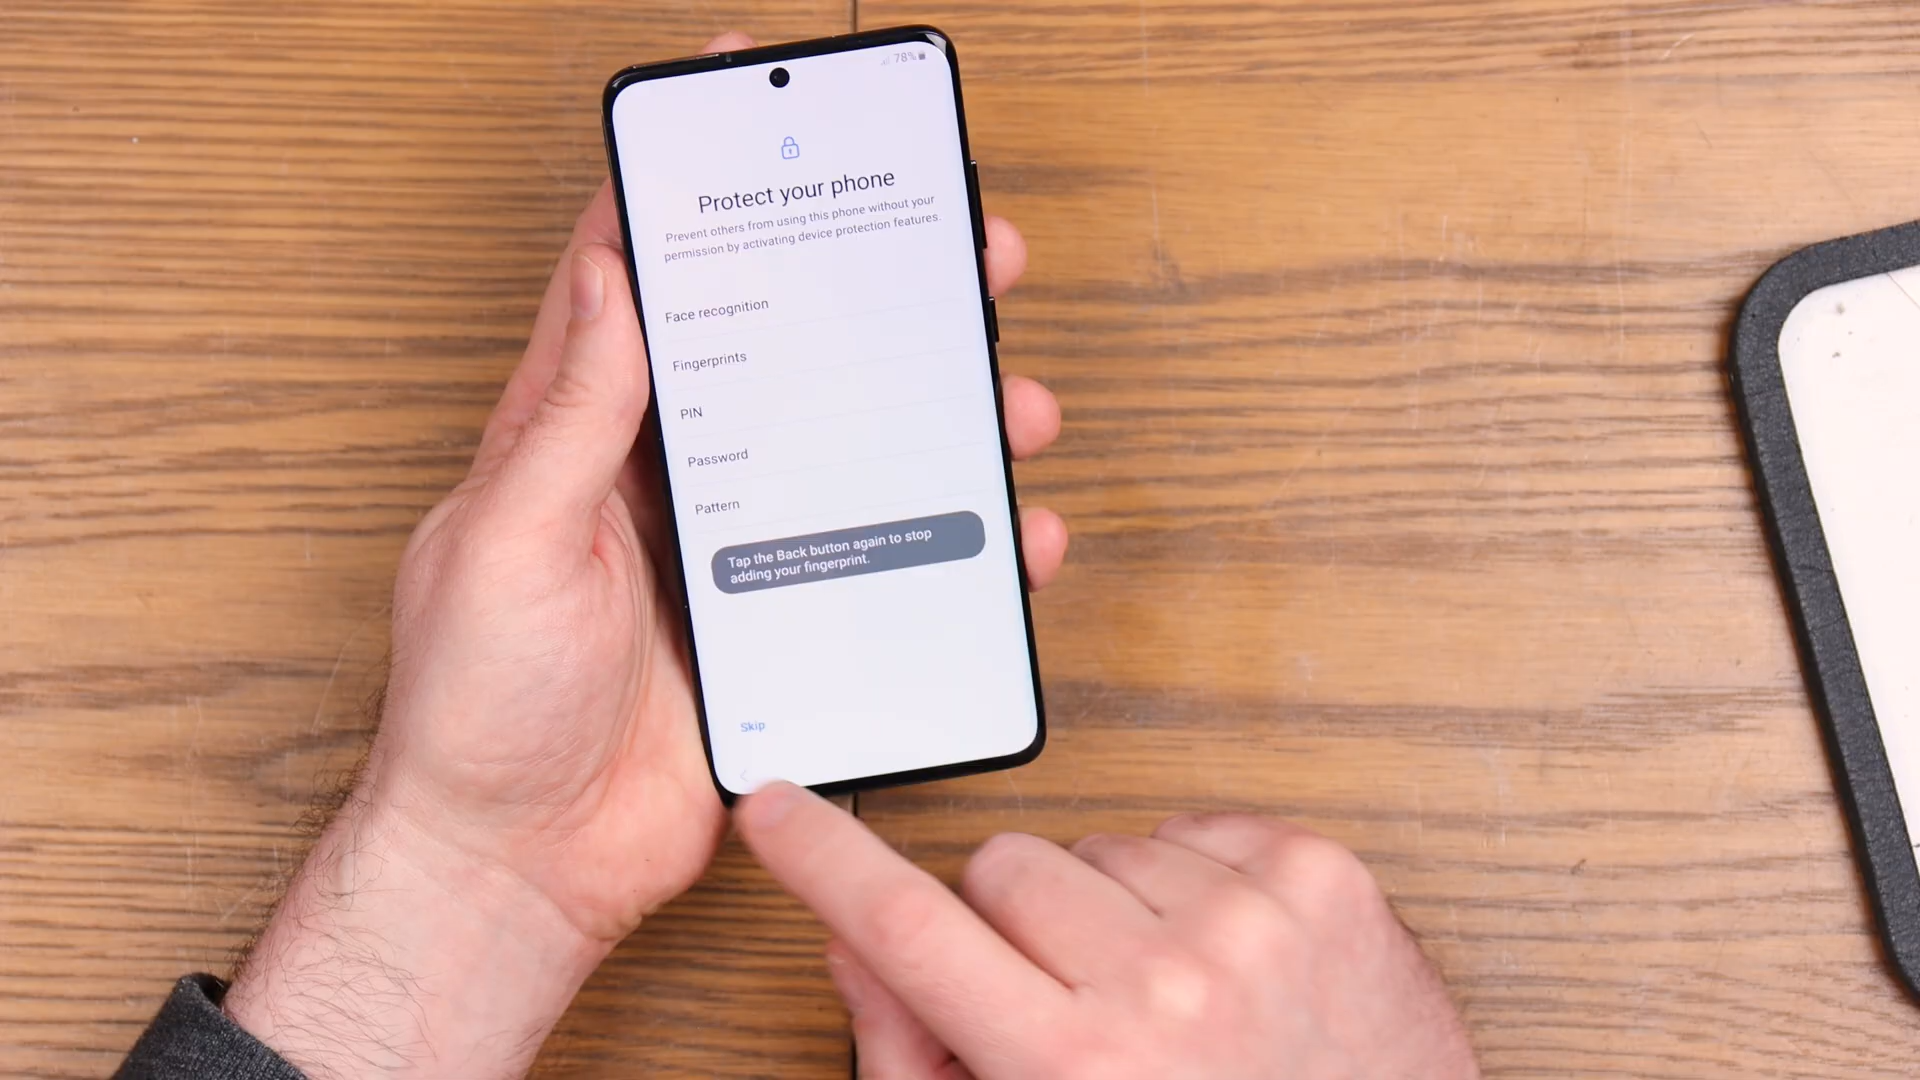 78%
Protect your phone
Prevent others from using this phone without your
permission by activating device protection features.
Face recognition
Fingerprints
PIN
Password
Pattern
Tap the Back button again to stop
adding your fingerprint.
Skip